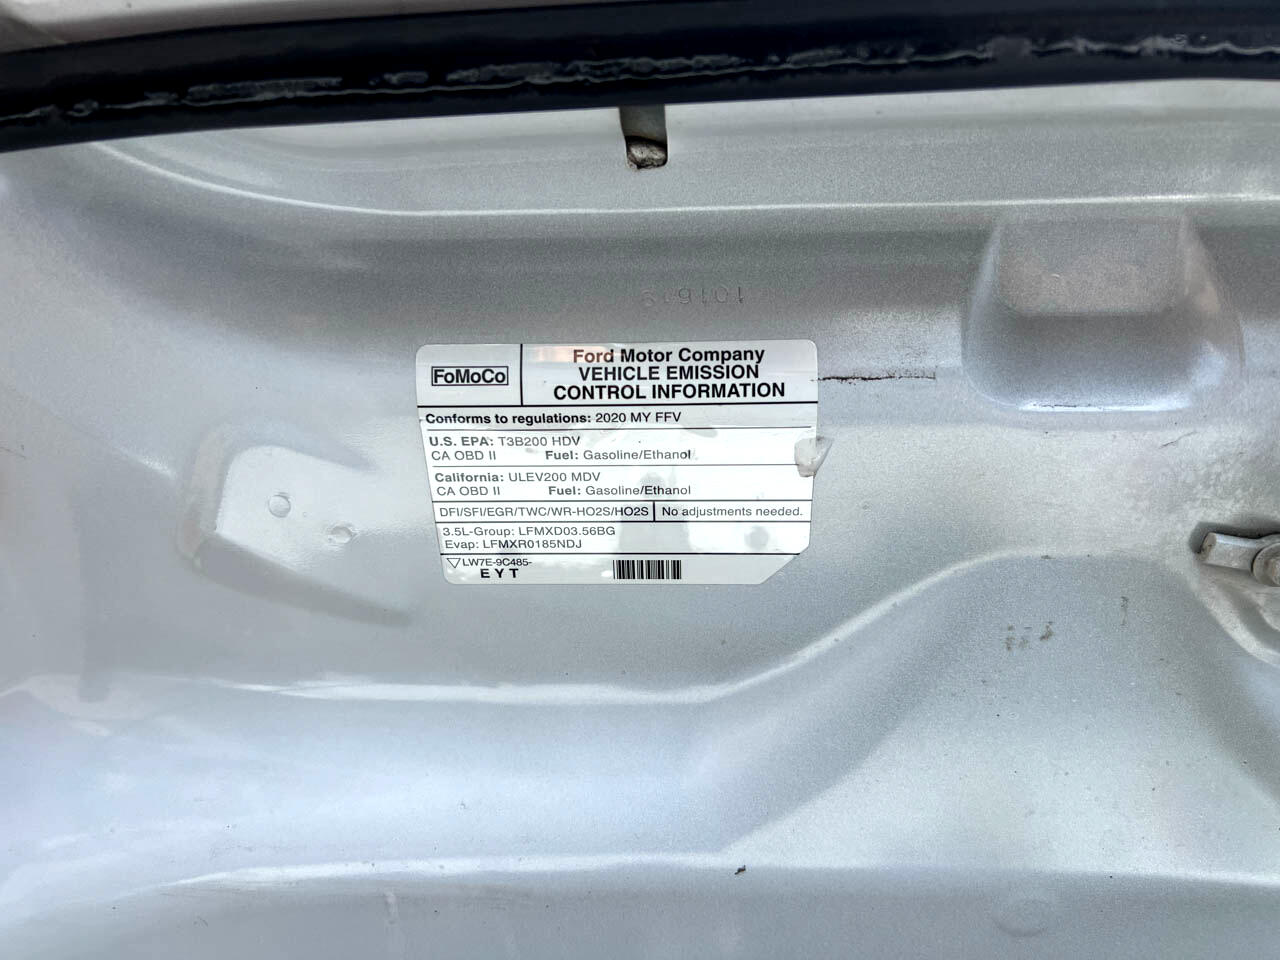 FoMoCo
Ford Motor Company
VEHICLE EMISSION
CONTROL INFORMATION
Conforms to regulations: 2020 MY FFV
U.S. EPA: T3B200 HDV
CA OBD II Fuel: Gasoline/Ethanol
California: ULEV200 MDV
CA OBD II Fuel: Gasoline/Ethanol
DFI/SFI/EGR/TWC/WR-HO2S/HO2S No adjustments needed.
3.5L-Group: LFMXD03.56BG
Evap: LFMXR0185NDJ
LW7E-9C485-
E Y T